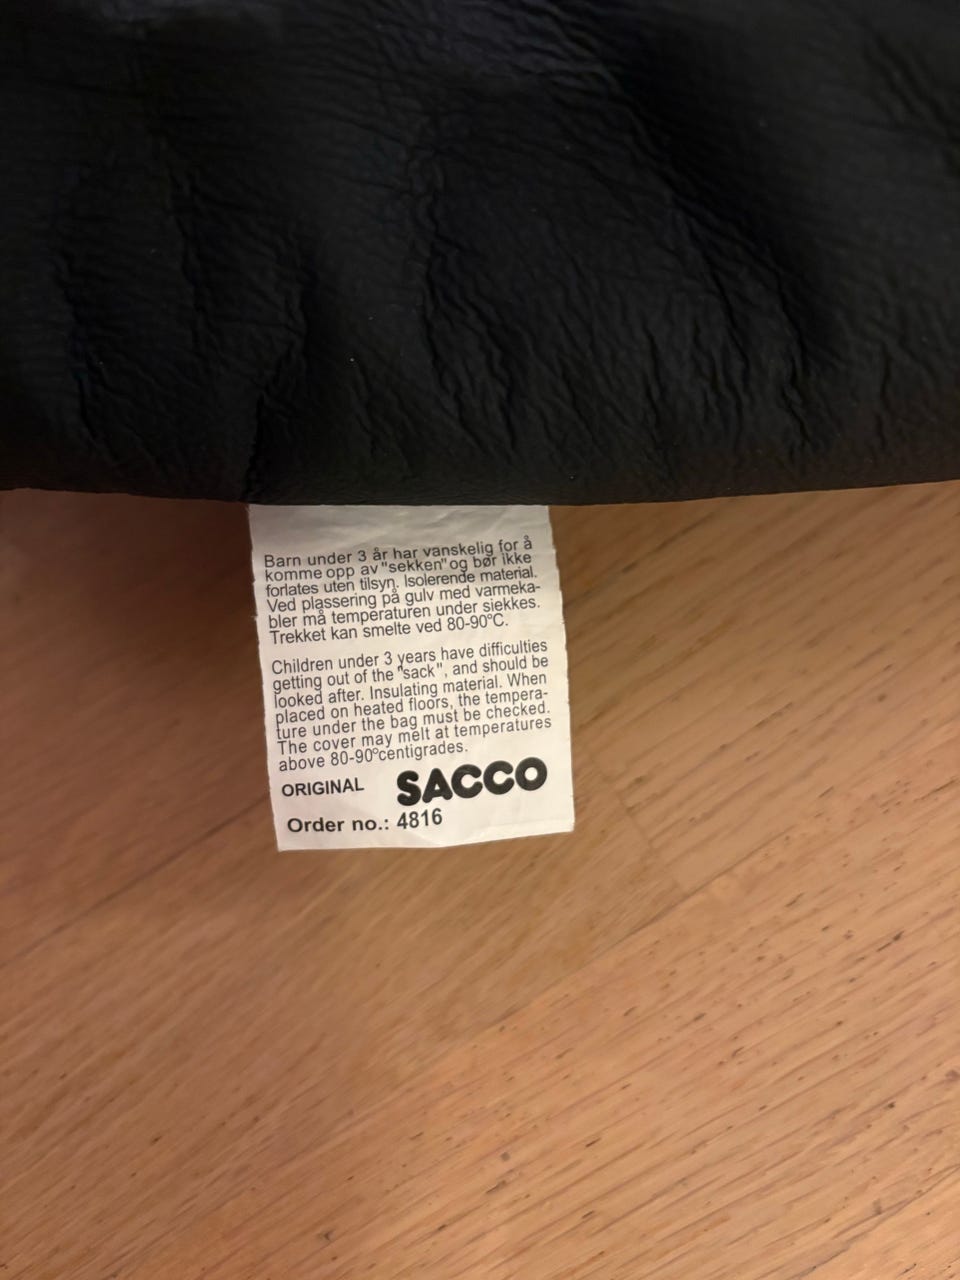 Barn under 3 år har vanskelig for å
komme opp av "sekken" og bør ikke
forlates uten tilsyn. Isolerende material.
Ved plassering på gulv med varmeka-
bler må temperaturen under sjekkes.
Trekket kan smelte ved 80-90°C.
Children under 3 years have difficulties
getting out of the "sack", and should be
looked after. Insulating material. When
placed on heated floors, the tempera-
ture under the bag must be checked.
The cover may melt at temperatures
above 80-90°centigrades.
ORIGINAL SACCO
Order no.: 4816